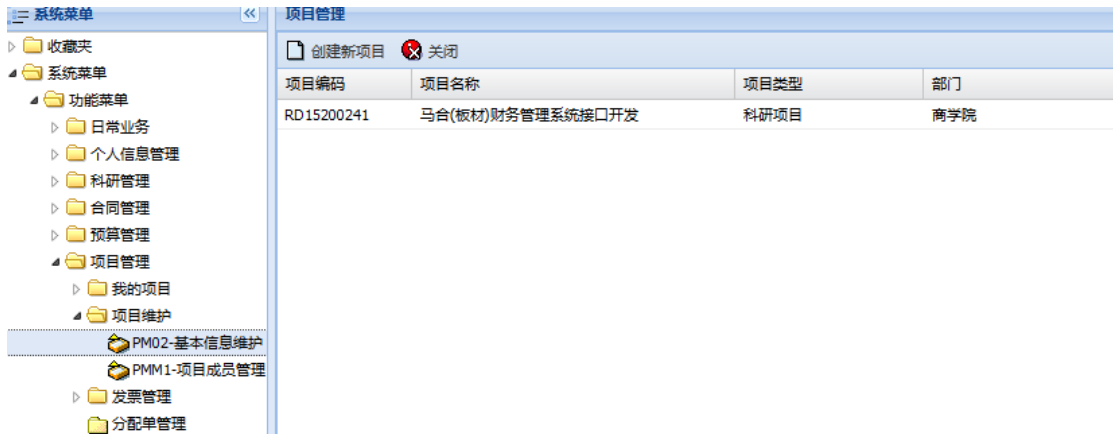 系统菜单
收藏夹
系统菜单
功能菜单
日常业务
个人信息管理
科研管理
合同管理
预算管理
项目管理
我的项目
项目维护
PM02-基本信息维护
PMM1-项目成员管理
发票管理
分配单管理
项目管理
创建新项目 关闭
项目编码 项目名称 项目类型 部门
RD15200241 马合(板材)财务管理系统接口开发 科研项目 商学院